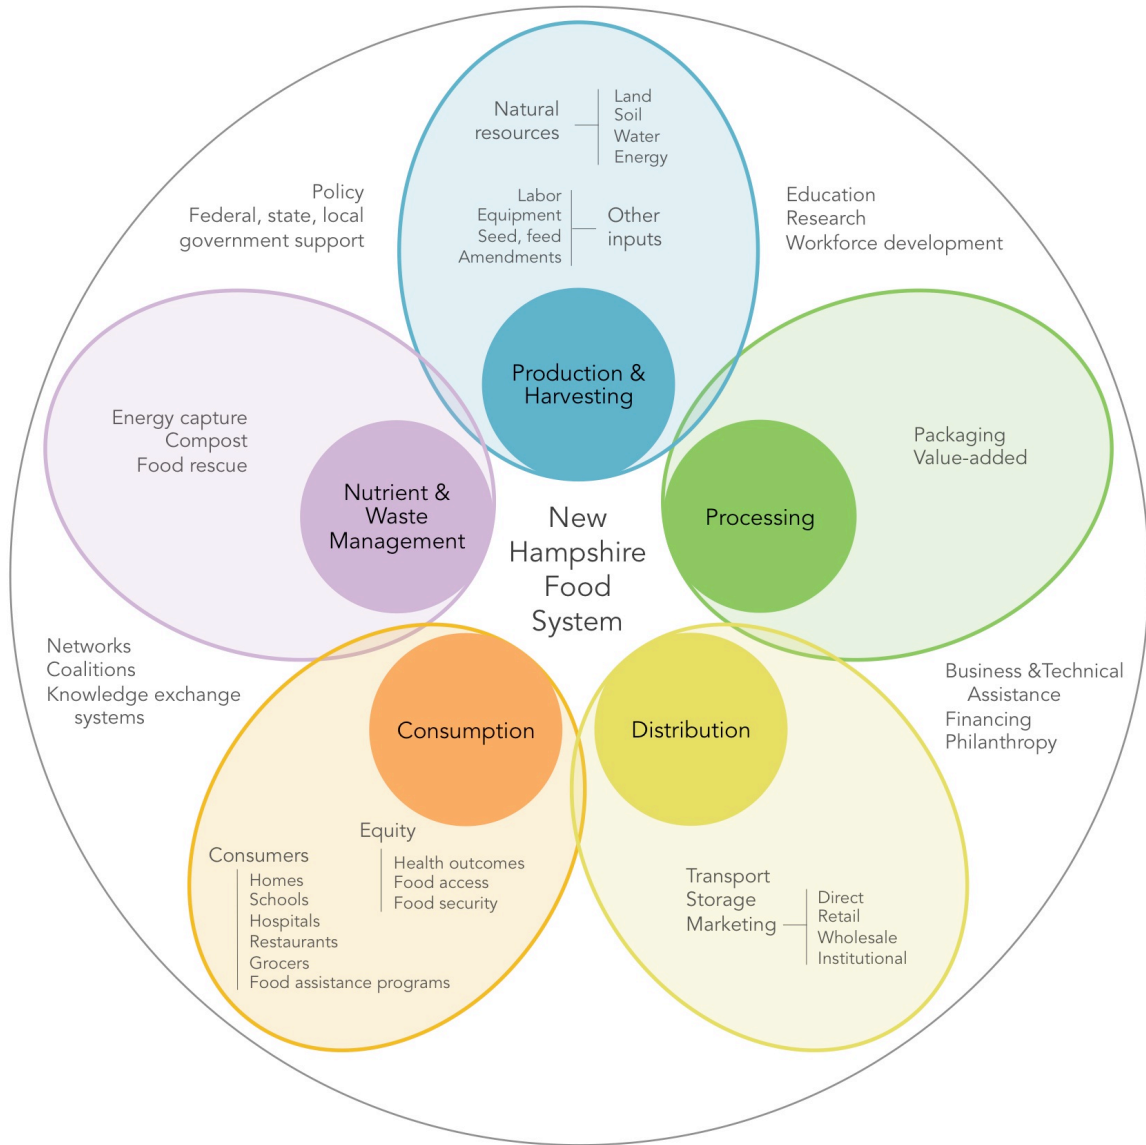 Natural
resources
Land
Soil
Water
Energy
Labor
Equipment
Seed, feed
Amendments
Other
inputs
Production &
Harvesting
Policy
Federal, state, local
government support
Education
Research
Workforce development
Energy capture
Compost
Food rescue
Nutrient &
Waste
Management
New
Hampshire
Food
System
Processing
Packaging
Value-added
Networks
Coalitions
Knowledge exchange
systems
Business &Technical
Assistance
Financing
Philanthropy
Consumption
Equity
Health outcomes
Food access
Food security
Consumers
Homes
Schools
Hospitals
Restaurants
Grocers
Food assistance programs
Distribution
Transport
Storage
Marketing
Direct
Retail
Wholesale
Institutional